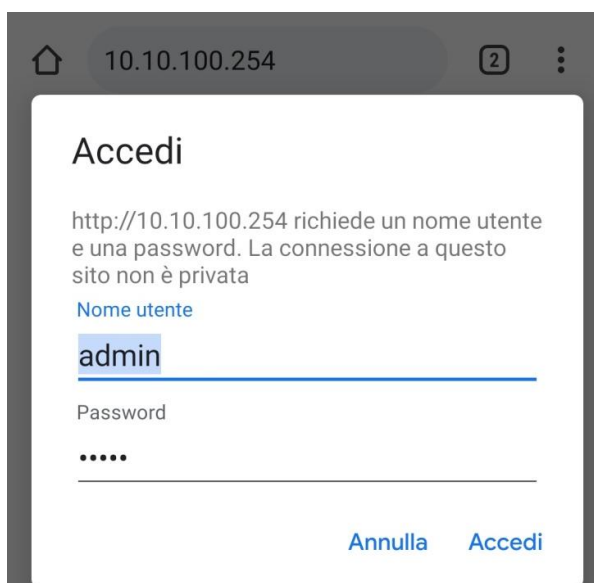 10.10.100.254
2
Accedi
http://10.10.100.254 richiede un nome utente
e una password. La connessione a questo
sito non è privata
Nome utente
admin
Password
•••••
Annulla
Accedi